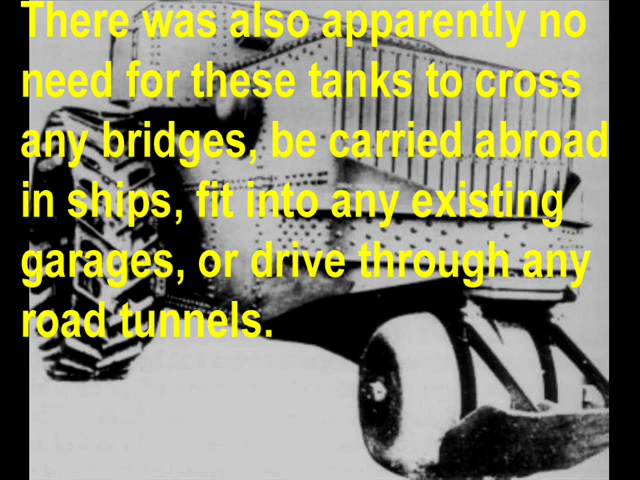 There was also apparently no
need for these tanks to cross
any bridges, be carried abroad
in ships, fit into any existing
garages, or drive through any
road tunnels.